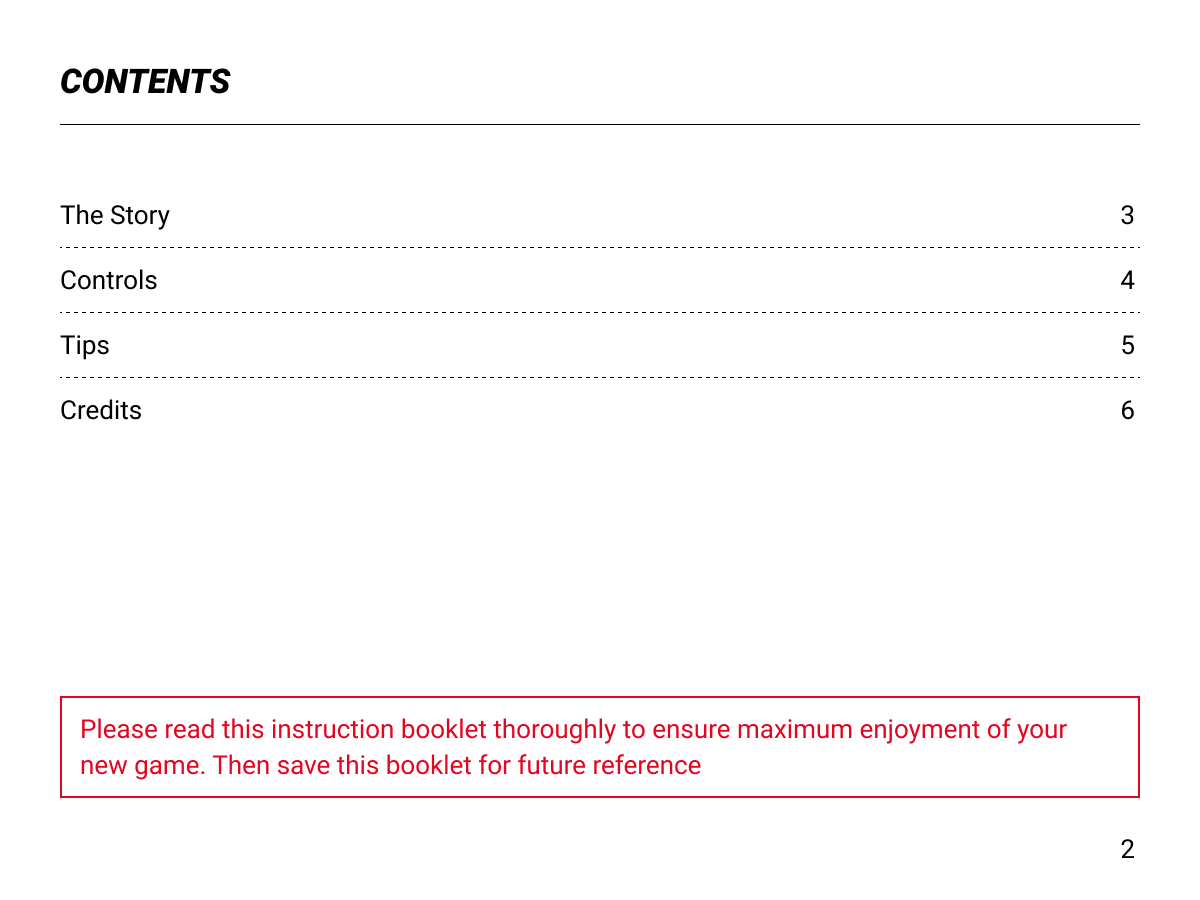 CONTENTS
The Story 3
Controls 4
Tips 5
Credits 6
Please read this instruction booklet thoroughly to ensure maximum enjoyment of your
new game. Then save this booklet for future reference
2